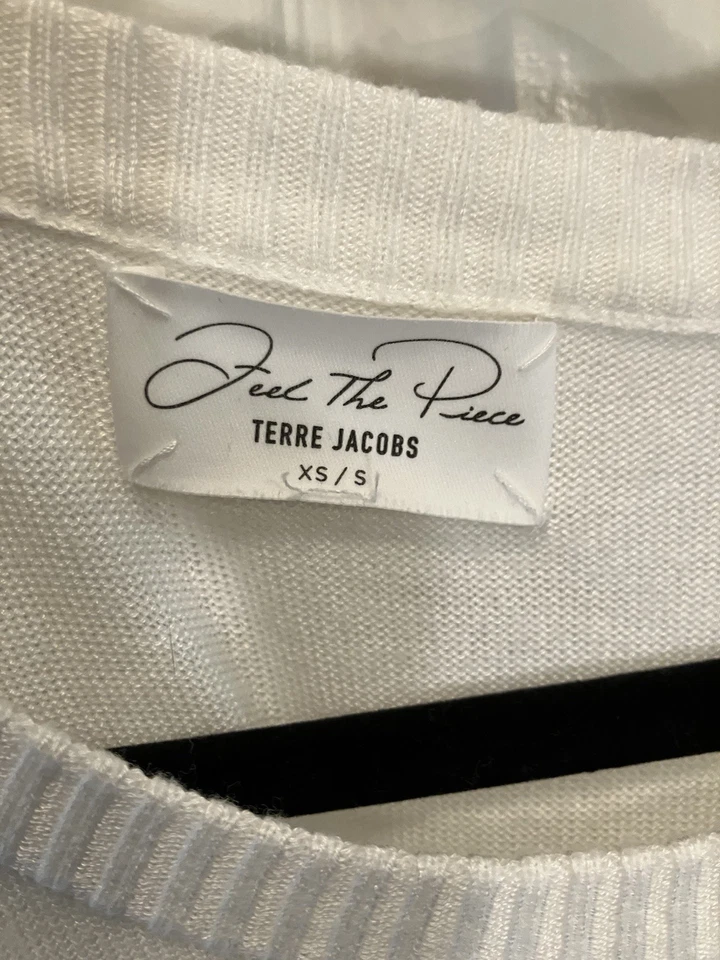 Feel The Piece
TERRE JACOBS
XS / S